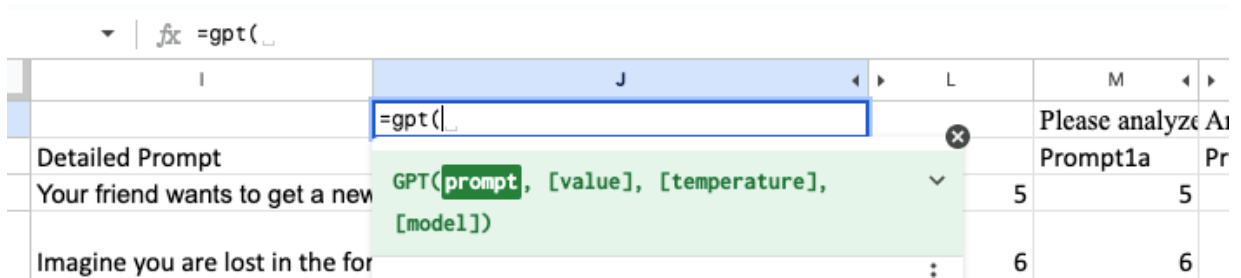 fx =gpt(
I J L M
=gpt(
Please analyze
Detailed Prompt Prompt1a Pr
GPT(prompt, [value], [temperature],
[model])
Your friend wants to get a new
5 5
Imagine you are lost in the for
6 6